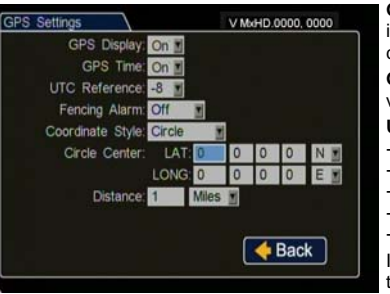 GPS Settings V MxHD.0000, 0000
GPS Display: On
GPS Time: On
UTC Reference: -8
Fencing Alarm: Off
Coordinate Style: Circle
Circle Center: LAT: 0 0 0 0 N
LONG: 0 0 0 0 E
Distance: 1 Miles
Back